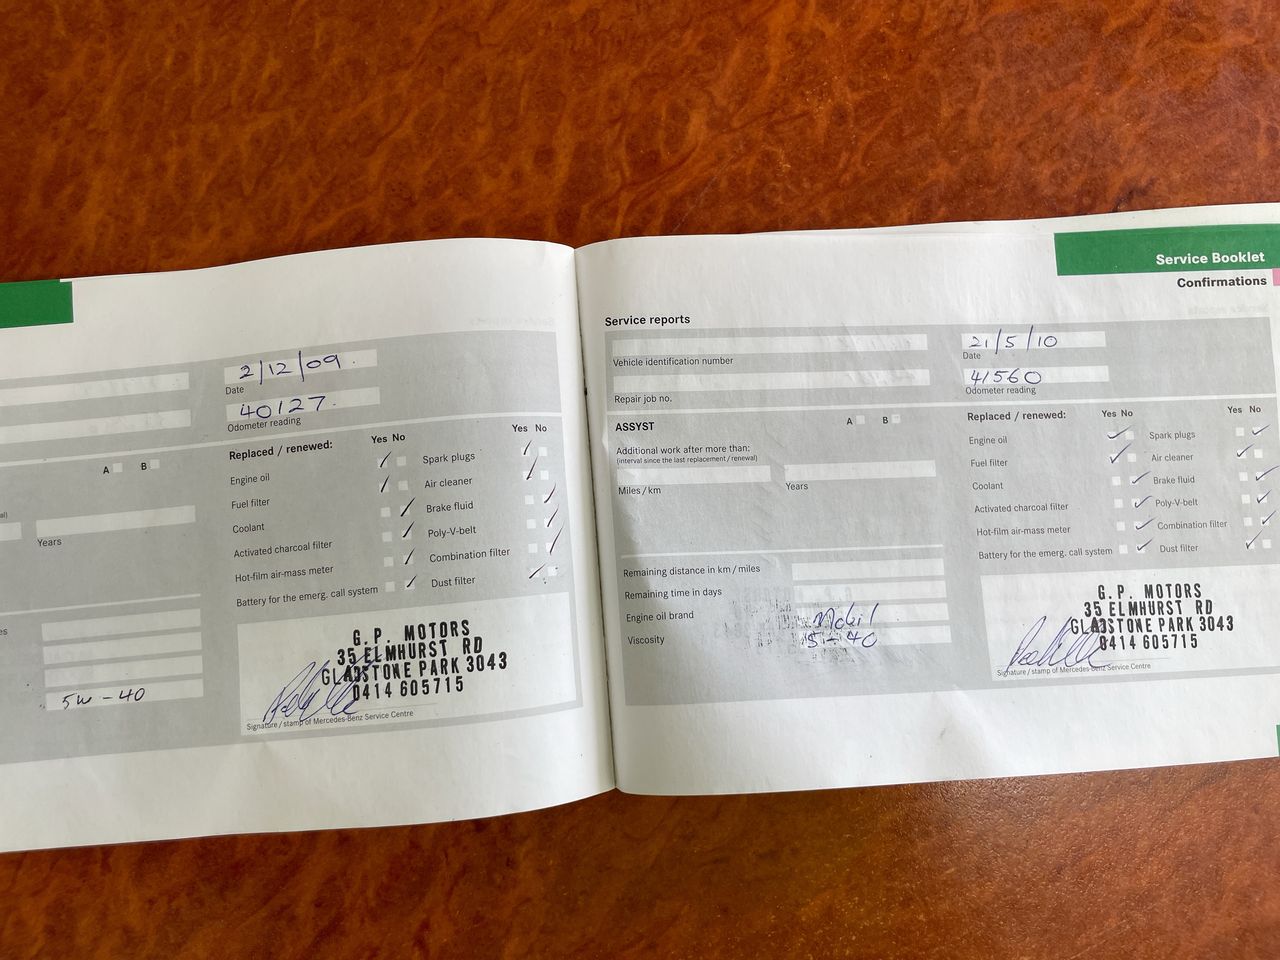 2/12/09.
Date
40127.
Odometer reading
A B
Replaced / renewed:
Yes No
Yes No
Engine oil
Spark plugs
Fuel filter
Air cleaner
Coolant
Brake fluid
Activated charcoal filter
Poly-V-belt
Hot-film air-mass meter
Combination filter
Battery for the emerg. call system
Dust filter
Years
5W-40
G.P. MOTORS
35 ELMHURST RD
GLADSTONE PARK 3043
0414 605715
Signature / stamp of Mercedes-Benz Service Centre
Service Booklet
Confirmations
Service reports
Vehicle identification number
Repair job no.
21/5/10
Date
41560
Odometer reading
ASSYST
A B
Additional work after more than:
(interval since the last replacement / renewal)
Miles / km
Years
Remaining distance in km / miles
Remaining time in days
Engine oil brand
Mobil
Viscosity
Replaced / renewed:
Yes No
Yes No
Engine oil
Spark plugs
Fuel filter
Air cleaner
Coolant
Brake fluid
Activated charcoal filter
Poly-V-belt
Hot-film air-mass meter
Combination filter
Battery for the emerg. call system
Dust filter
G.P. MOTORS
35 ELMHURST RD
GLADSTONE PARK 3043
0414 605715
Signature / stamp of Mercedes-Benz Service Centre